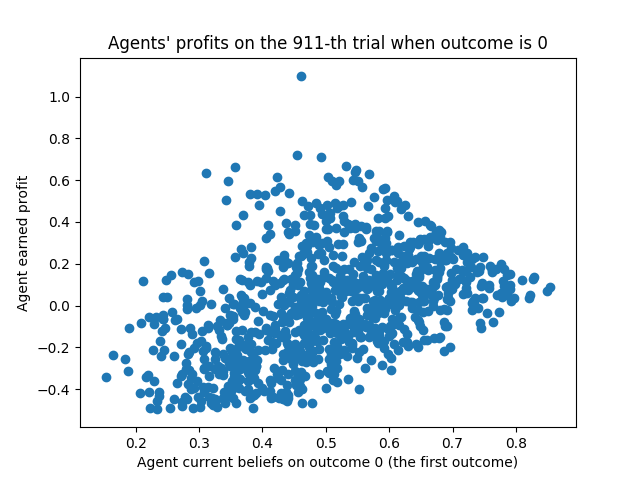 Agents' profits on the 911-th trial when outcome is 0
1.0
0.8
0.6
0.4
0.2
0.0
−0.2
−0.4
Agent earned profit
0.2 0.3 0.4 0.5 0.6 0.7 0.8
Agent current beliefs on outcome 0 (the first outcome)